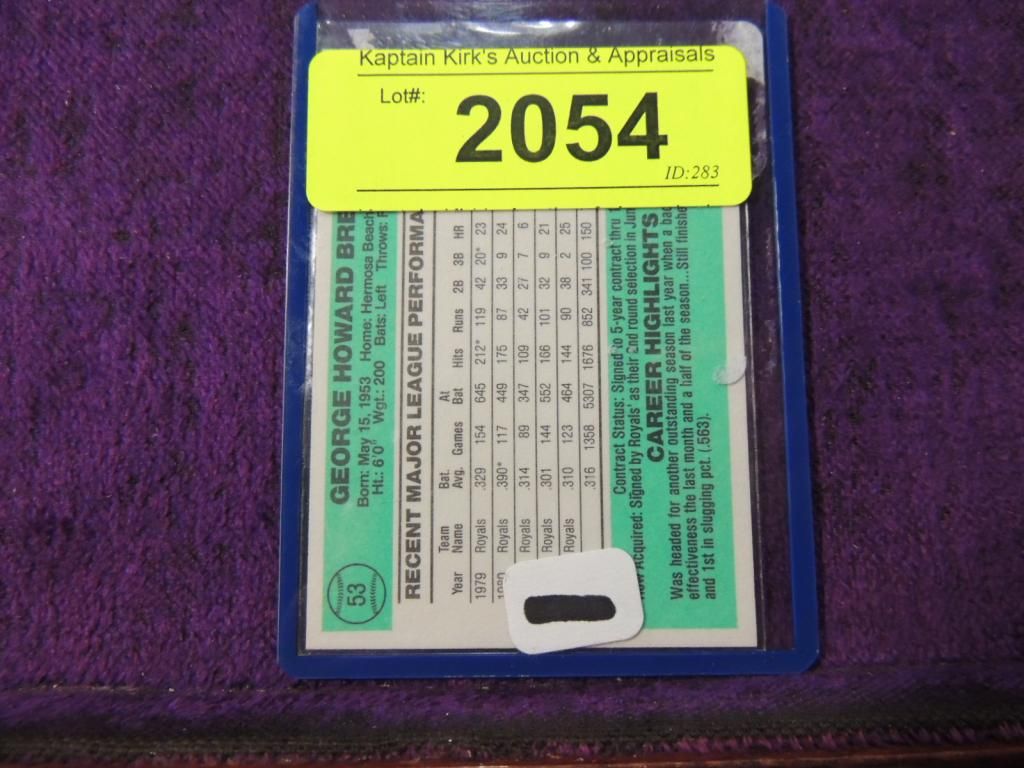 Kaptain Kirk's Auction & Appraisals
Lot#: 2054
ID:283
53
GEORGE HOWARD BRE
Born: May 15, 1953 Home: Hermosa Beach
Ht.: 6'0" Wgt.: 200 Bats: Left Throws: R
RECENT MAJOR LEAGUE PERFORMA
Year Team Name Bat. Avg. Games At Bat Hits Runs 2B 3B HR
1979 Royals .329 154 645 212* 119 42 20* 23
1980 Royals .390* 117 449 175 87 33 9 24
Royals .314 89 347 109 42 27 7 6
Royals .301 144 552 166 101 32 9 21
Royals .310 123 464 144 90 38 2 25
.316 1358 5307 1676 852 341 100 150
Contract Status: Signed to 5-year contract thru
How Acquired: Signed by Royals' as their 2nd round selection in Jun
CAREER HIGHLIGHTS
Was headed for another outstanding season last year when a bac
effectiveness the last month and a half of the season...Still finishe
and 1st in slugging pct. (.563).